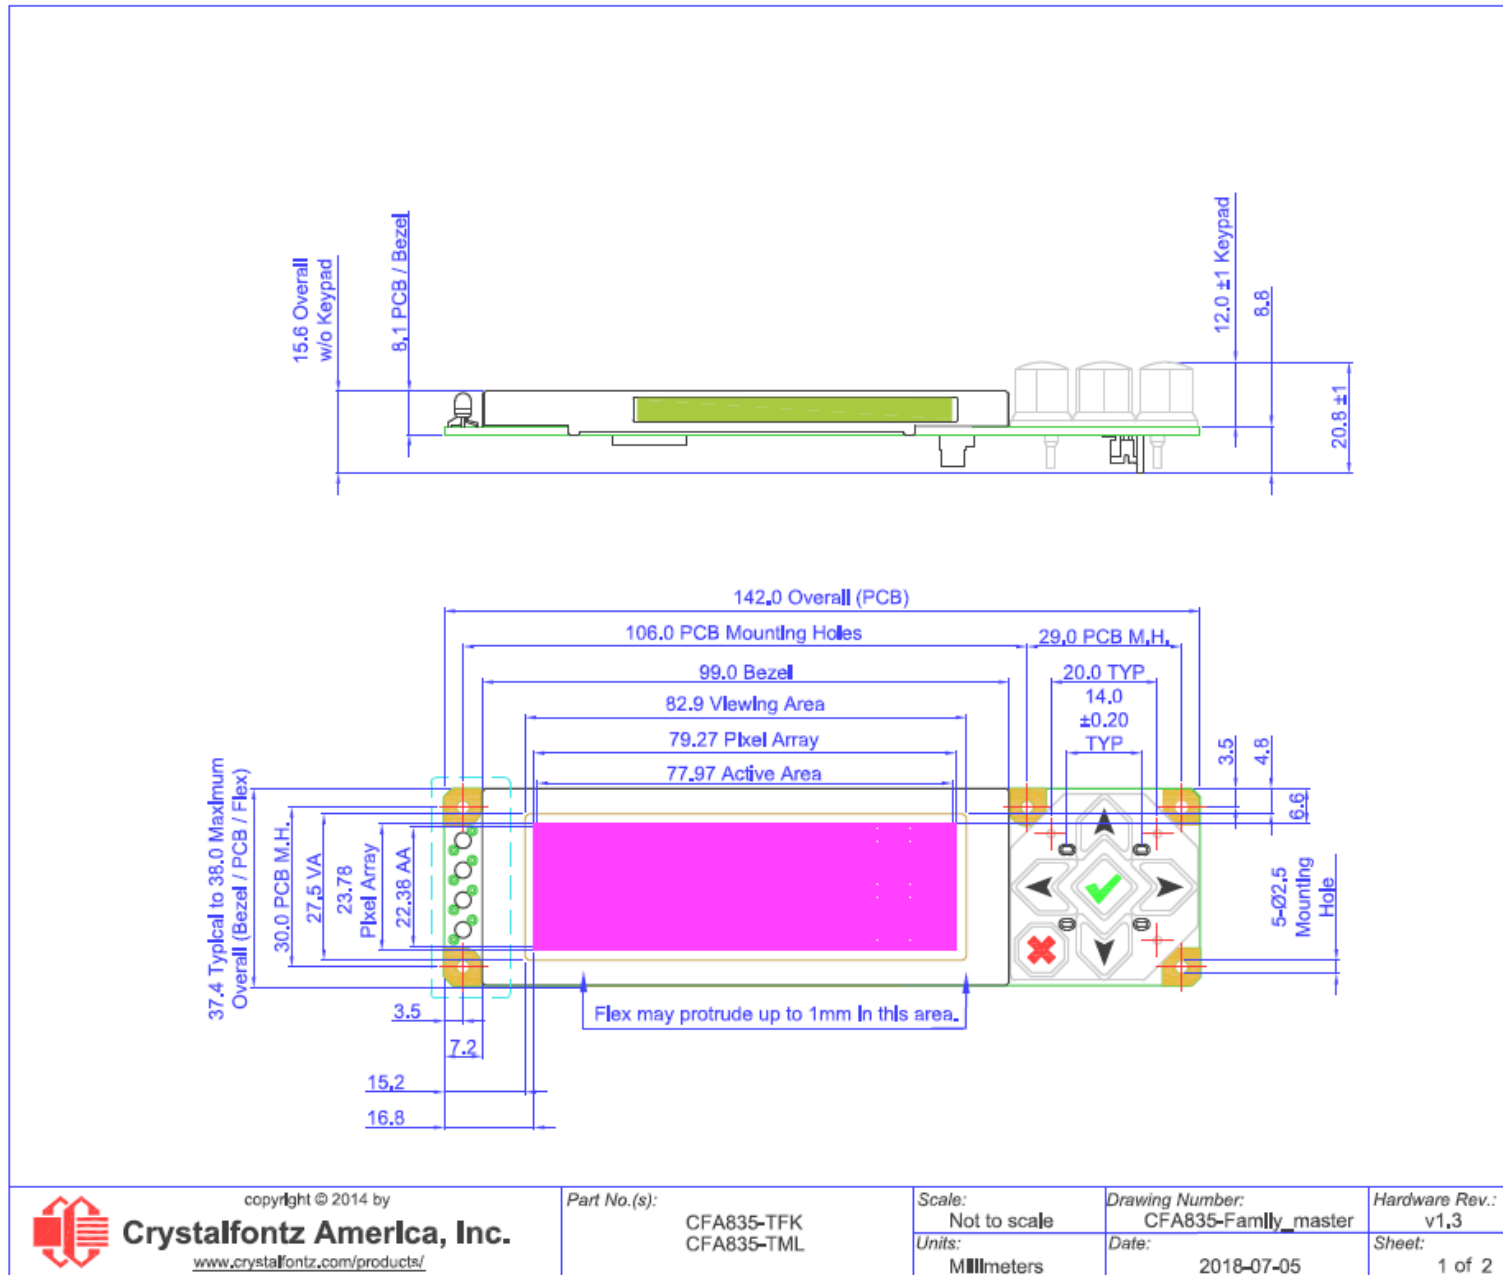 15.6 Overall
w/o Keypad
8.1 PCB / Bezel
12.0 ±1 Keypad
8.8
20.8 ±1
142.0 Overall (PCB)
106.0 PCB Mounting Holes
29.0 PCB M.H.
99.0 Bezel
20.0 TYP
82.9 Viewing Area
14.0
±0.20
TYP
79.27 Pixel Array
77.97 Active Area
3.5
4.8
6.6
37.4 Typical to 38.0 Maximum
Overall (Bezel / PCB / Flex)
30.0 PCB M.H.
27.5 VA
23.78
Pixel Array
22.38 AA
5-Ø2.5
Mounting
Hole
3.5
Flex may protrude up to 1mm in this area.
7.2
15.2
16.8
copyright © 2014 by
Crystalfontz America, Inc.
www.crystalfontz.com/products/
Part No.(s):
CFA835-TFK
CFA835-TML
Scale:
Not to scale
Drawing Number:
CFA835-Family_master
Hardware Rev.:
v1.3
Units:
Millimeters
Date:
2018-07-05
Sheet:
1 of 2